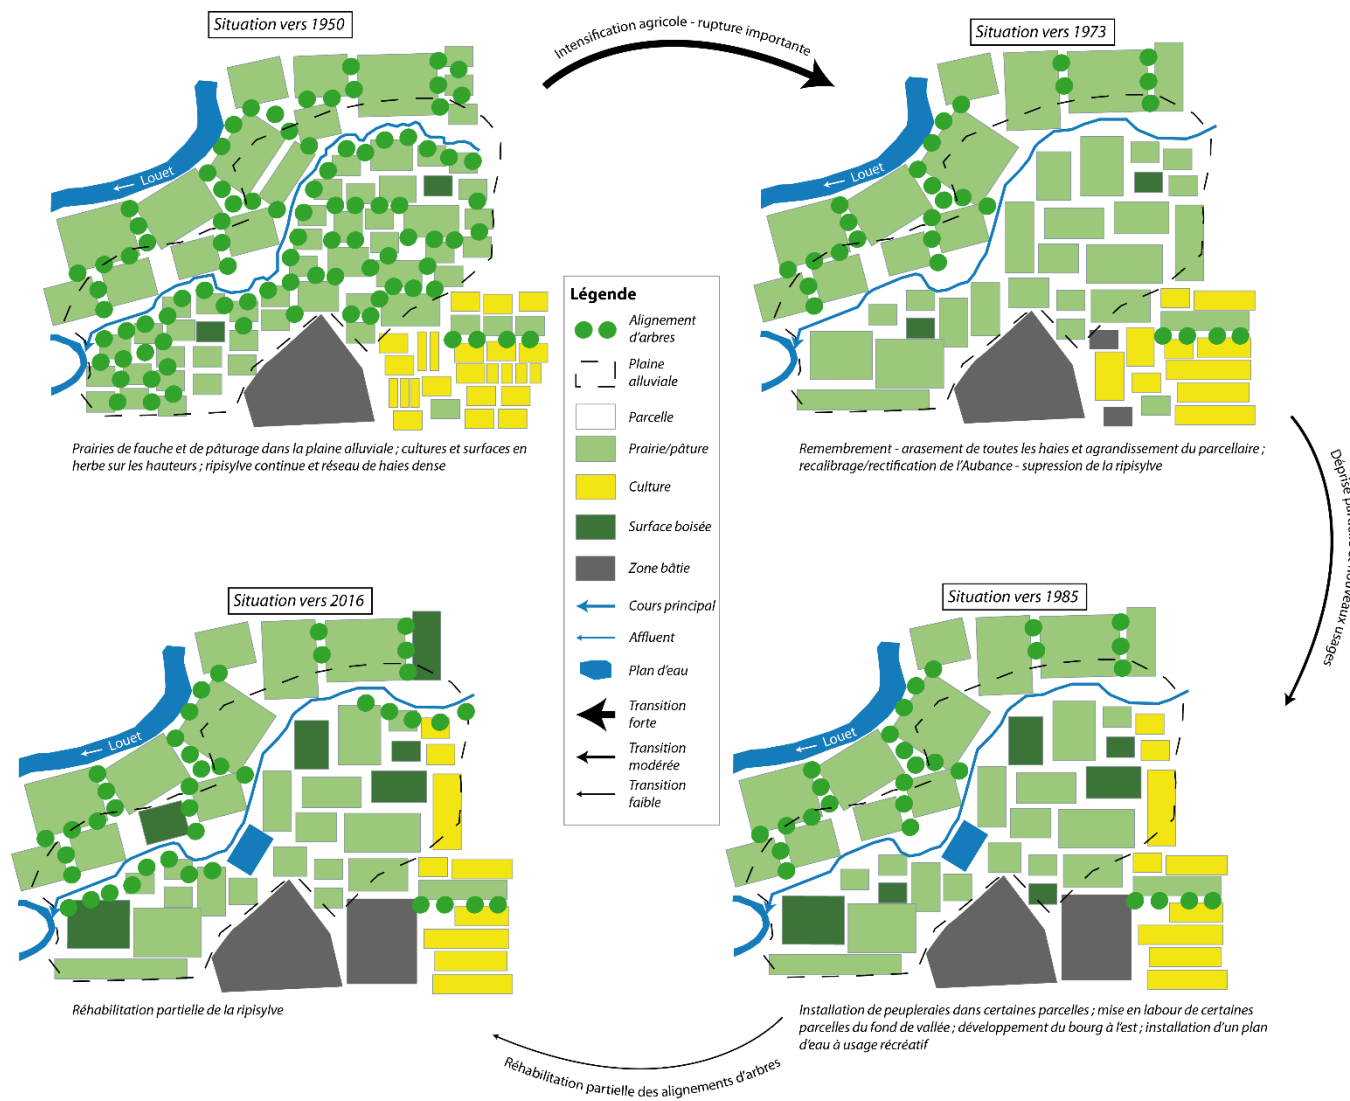 Situation vers 1950
Intensification agricole - rupture importante
Situation vers 1973
Louet
Louet
Prairies de fauche et de pâturage dans la plaine alluviale ; cultures et surfaces en
herbe sur les hauteurs ; ripisylve continue et réseau de haies dense
Remembrement - arasement de toutes les haies et agrandissement du parcellaire ;
recalibrage/rectification de l'Aubance - supression de la ripisylve
Légende
Alignement
d'arbres
Plaine
alluviale
Parcelle
Prairie/pâture
Culture
Surface boisée
Zone bâtie
Cours principal
Affluent
Plan d'eau
Transition
forte
Transition
modérée
Transition
faible
Déprise
nouveaux usages
Situation vers 2016
Situation vers 1985
Louet
Louet
Réhabilitation partielle de la ripisylve
Installation de peupleraies dans certaines parcelles ; mise en labour de certaines
parcelles du fond de vallée ; développement du bourg à l'est ; installation d'un plan
d'eau à usage récréatif
Réhabilitation partielle des alignements d'arbres